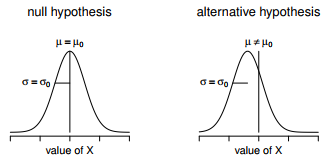 null hypothesis
μ = μ₀
σ = σ₀
value of X
alternative hypothesis
μ ≠ μ₀
σ = σ₀
value of X